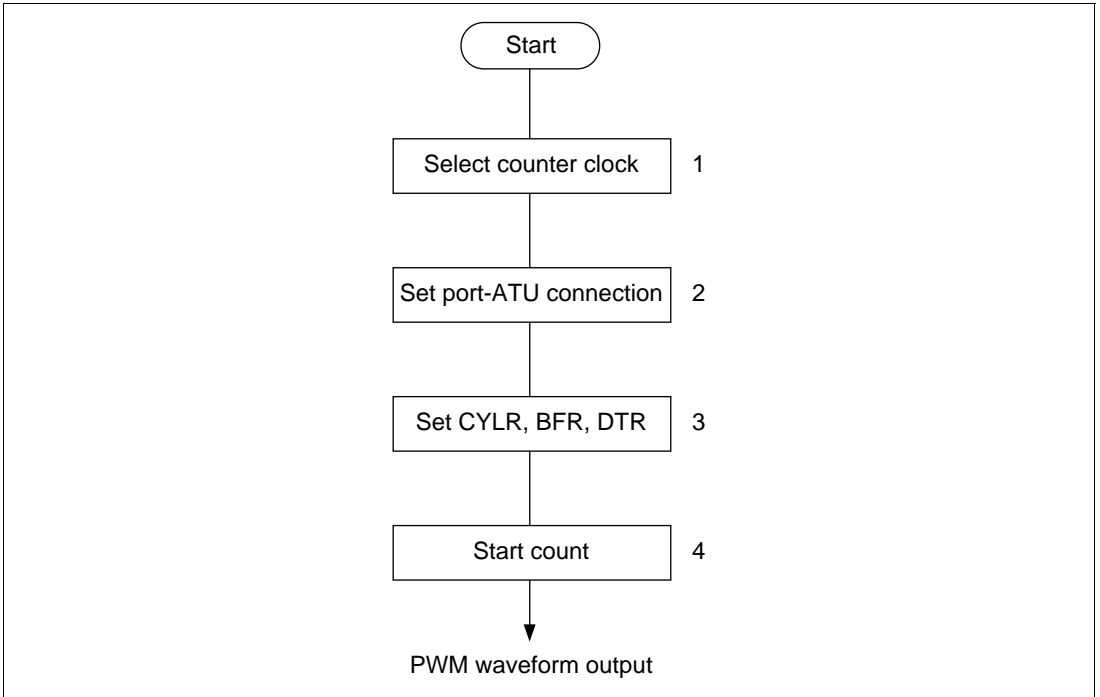 Start
Select counter clock 1
Set port-ATU connection 2
Set CYLR, BFR, DTR 3
Start count 4
PWM waveform output